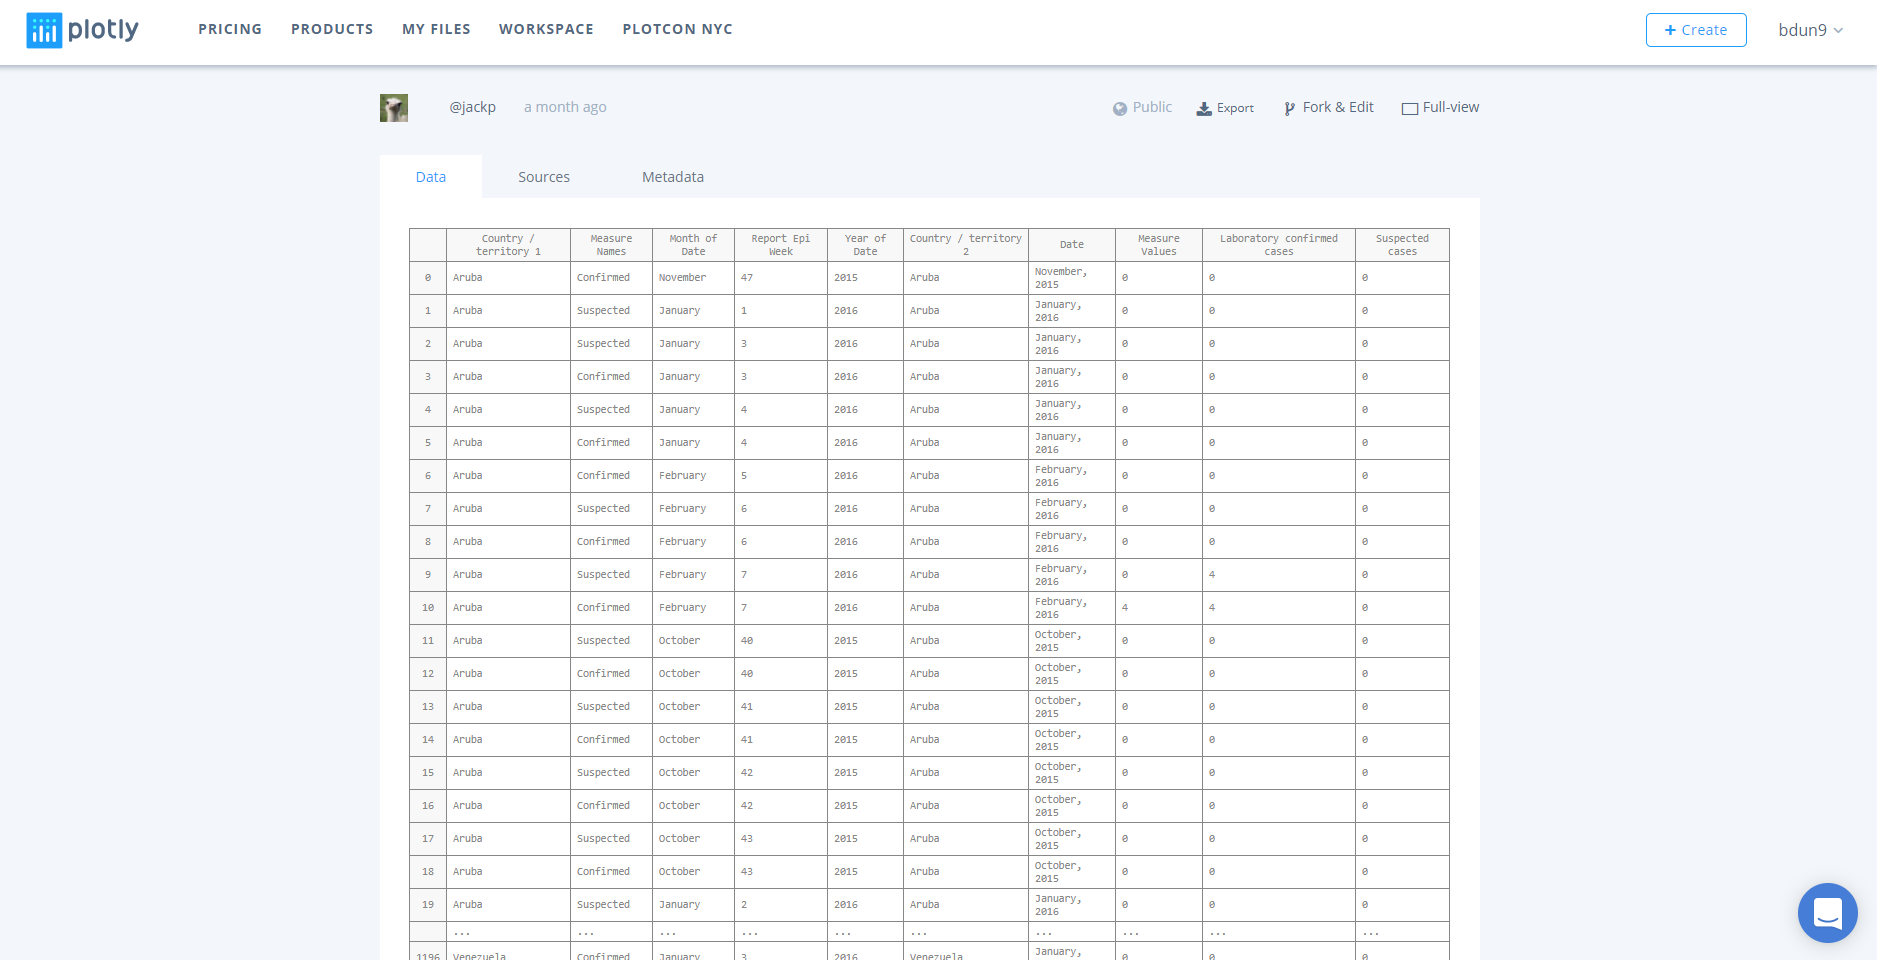 plotly PRICING PRODUCTS MY FILES WORKSPACE PLOTCON NYC + Create bdun9
@jackp a month ago Public Export Fork & Edit Full-view
Data Sources Metadata
Country / territory 1 Measure Names Month of Date Report Epi Week Year of Date Country / territory 2 Date Measure Values Laboratory confirmed cases Suspected cases
0 Aruba Confirmed November 47 2015 Aruba November, 2015 0 0 0
1 Aruba Suspected January 1 2016 Aruba January, 2016 0 0 0
2 Aruba Suspected January 3 2016 Aruba January, 2016 0 0 0
3 Aruba Confirmed January 3 2016 Aruba January, 2016 0 0 0
4 Aruba Suspected January 4 2016 Aruba January, 2016 0 0 0
5 Aruba Confirmed January 4 2016 Aruba January, 2016 0 0 0
6 Aruba Confirmed February 5 2016 Aruba February, 2016 0 0 0
7 Aruba Suspected February 6 2016 Aruba February, 2016 0 0 0
8 Aruba Confirmed February 6 2016 Aruba February, 2016 0 0 0
9 Aruba Suspected February 7 2016 Aruba February, 2016 0 4 0
10 Aruba Confirmed February 7 2016 Aruba February, 2016 4 4 0
11 Aruba Suspected October 40 2015 Aruba October, 2015 0 0 0
12 Aruba Confirmed October 40 2015 Aruba October, 2015 0 0 0
13 Aruba Suspected October 41 2015 Aruba October, 2015 0 0 0
14 Aruba Confirmed October 41 2015 Aruba October, 2015 0 0 0
15 Aruba Suspected October 42 2015 Aruba October, 2015 0 0 0
16 Aruba Confirmed October 42 2015 Aruba October, 2015 0 0 0
17 Aruba Suspected October 43 2015 Aruba October, 2015 0 0 0
18 Aruba Confirmed October 43 2015 Aruba October, 2015 0 0 0
19 Aruba Suspected January 2 2016 Aruba January, 2016 0 0 0
... ... ... ... ... ... ... ... ... ...
1196 Venezuela Confirmed January 3 2016 Venezuela January, 0 0 0